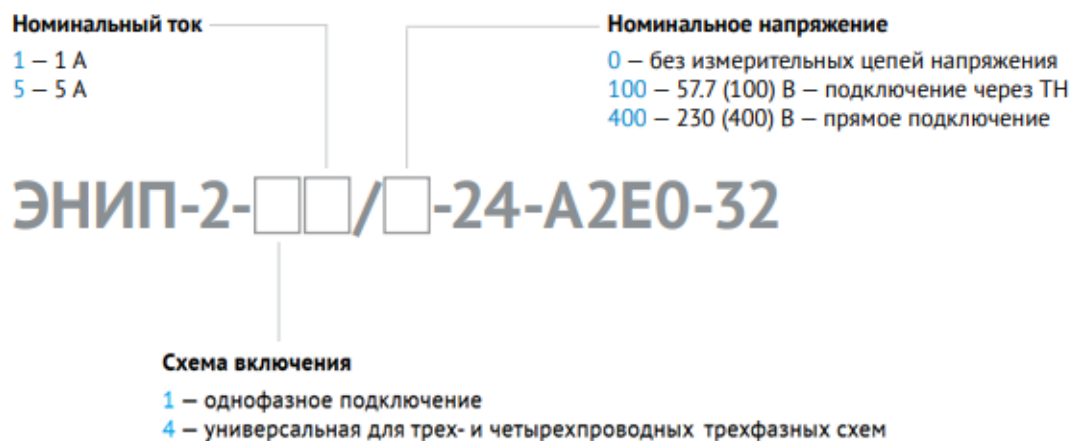 Номинальный ток
1 — 1 А
5 — 5 А
Номинальное напряжение
0 — без измерительных цепей напряжения
100 — 57.7 (100) В — подключение через ТН
400 — 230 (400) В — прямое подключение
ЭНИП-2-□□/□-24-А2Е0-32
Схема включения
1 — однофазное подключение
4 — универсальная для трех- и четырехпроводных трехфазных схем